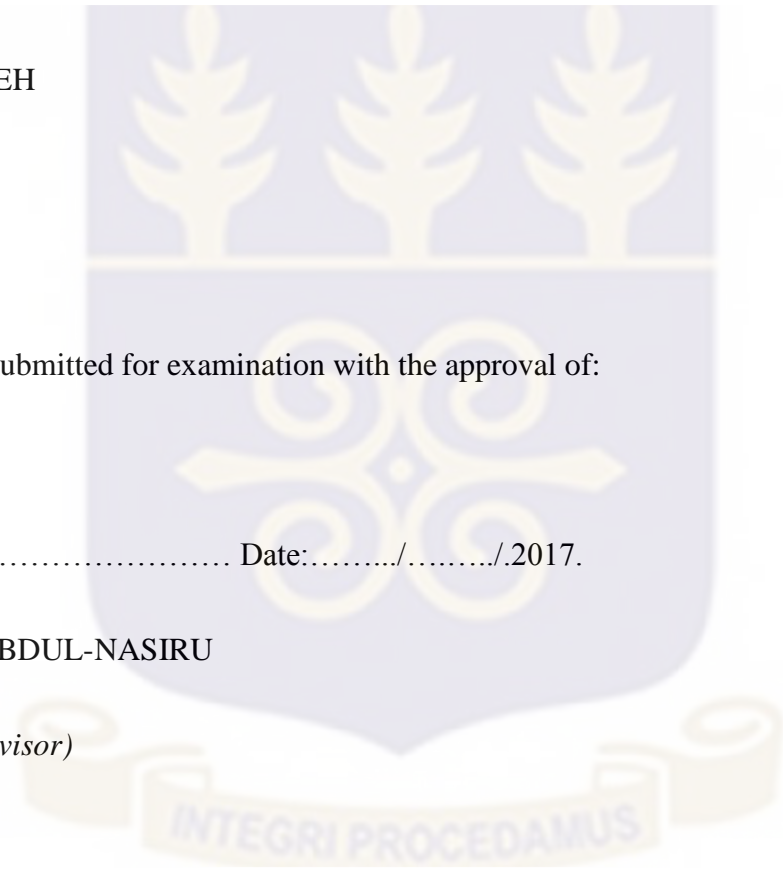 EH
ubmitted for examination with the approval of:
………………… Date:……../…….../.2017.
BDUL-NASIRU
visor)
INTEGRI PROCEDAMUS